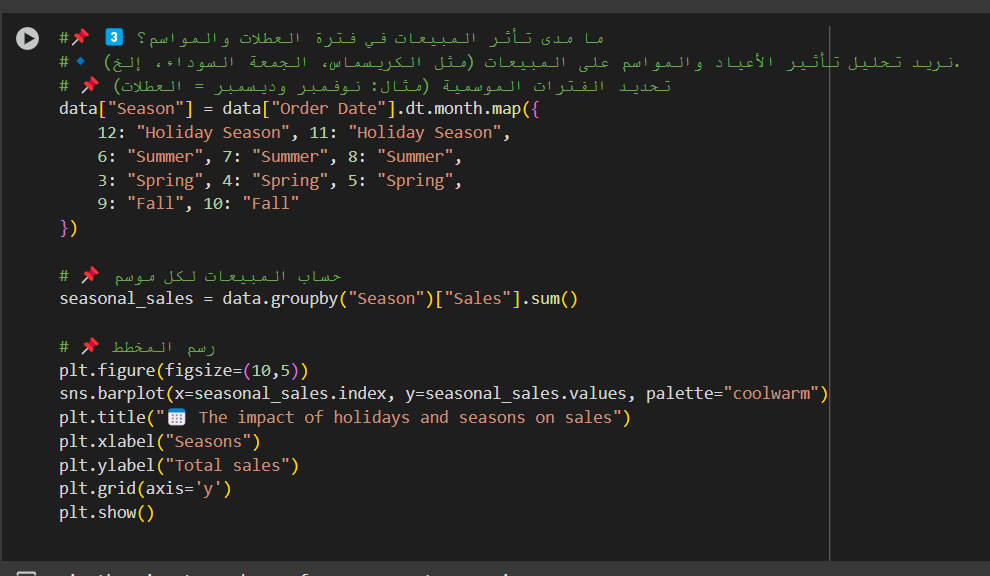 #📌 3️⃣ ما مدى تأثر المبيعات في فترة العطلات والمواسم؟
#🔹 نريد تحليل تأثير الأعياد والمواسم على المبيعات (مثل الكريسماس، الجمعة السوداء، إلخ).
# 📌 تحديد الفترات الموسمية (مثال: نوفمبر وديسمبر = العطلات)
data["Season"] = data["Order Date"].dt.month.map({
    12: "Holiday Season", 11: "Holiday Season",
    6: "Summer", 7: "Summer", 8: "Summer",
    3: "Spring", 4: "Spring", 5: "Spring",
    9: "Fall", 10: "Fall"
})
# 📌 حساب المبيعات لكل موسم
seasonal_sales = data.groupby("Season")["Sales"].sum()
# 📌 رسم المخطط
plt.figure(figsize=(10,5))
sns.barplot(x=seasonal_sales.index, y=seasonal_sales.values, palette="coolwarm")
plt.title("📅 The impact of holidays and seasons on sales")
plt.xlabel("Seasons")
plt.ylabel("Total sales")
plt.grid(axis='y')
plt.show()